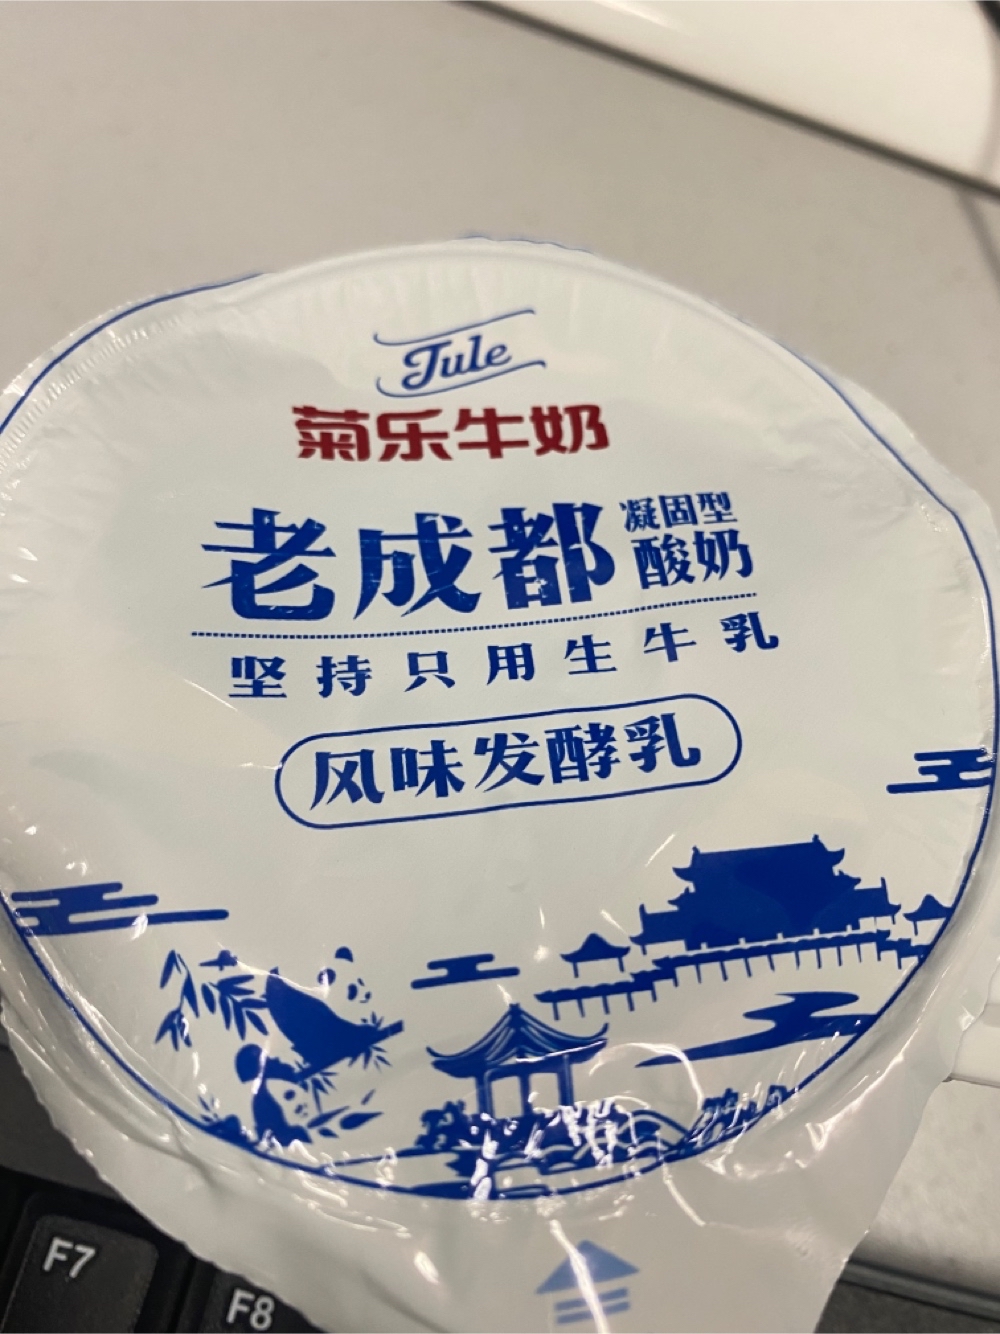 Jule
菊乐牛奶
老成都 凝固型
酸奶
坚持只用生牛乳
风味发酵乳
F7
F8